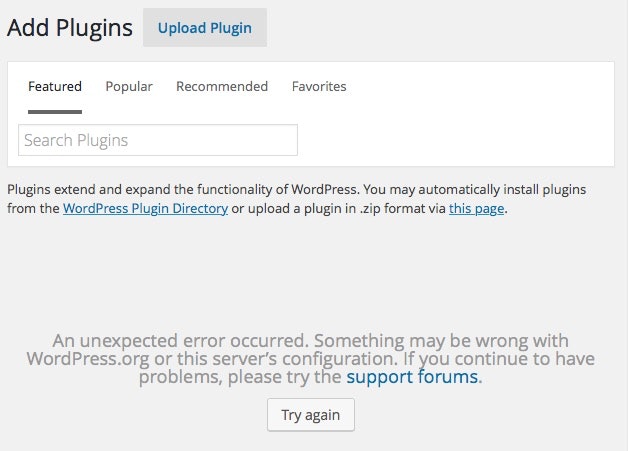 Add Plugins Upload Plugin
Featured Popular Recommended Favorites
Search Plugins
Plugins extend and expand the functionality of WordPress. You may automatically install plugins
from the WordPress Plugin Directory or upload a plugin in .zip format via this page.
An unexpected error occurred. Something may be wrong with
WordPress.org or this server’s configuration. If you continue to have
problems, please try the support forums.
Try again